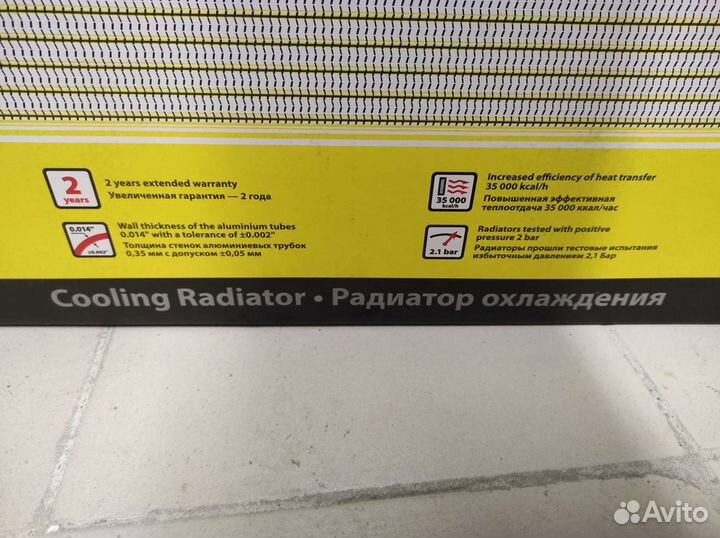 2 years
2 years extended warranty
Увеличенная гарантия — 2 года
0.014"
±0.002"
Wall thickness of the aluminium tubes
0.014" with a tolerance of ±0.002"
Толщина стенок алюминиевых трубок
0,35 мм с допуском ±0,05 мм
35 000
kcal/h
Increased efficiency of heat transfer
35 000 kcal/h
Повышенная эффективная
теплоотдача 35 000 ккал/час
2.1 bar
Radiators tested with positive
pressure 2 bar
Радиаторы прошли тестовые испытания
избыточным давлением 2,1 Бар
Cooling Radiator • Радиатор охлаждения
Avito